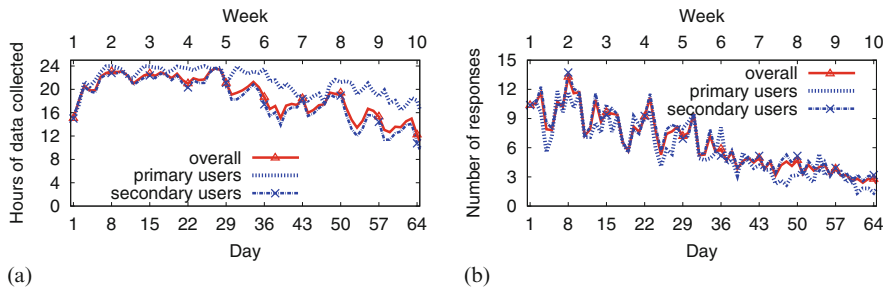 Week
1 2 3 4 5 6 7 8 9 10
24
20
16
12
8
4
0
Hours of data collected
overall
primary users
secondary users
1 8 15 22 29 36 43 50 57 64
Day
(a)
Week
1 2 3 4 5 6 7 8 9 10
15
12
9
6
3
0
Number of responses
overall
primary users
secondary users
1 8 15 22 29 36 43 50 57 64
Day
(b)